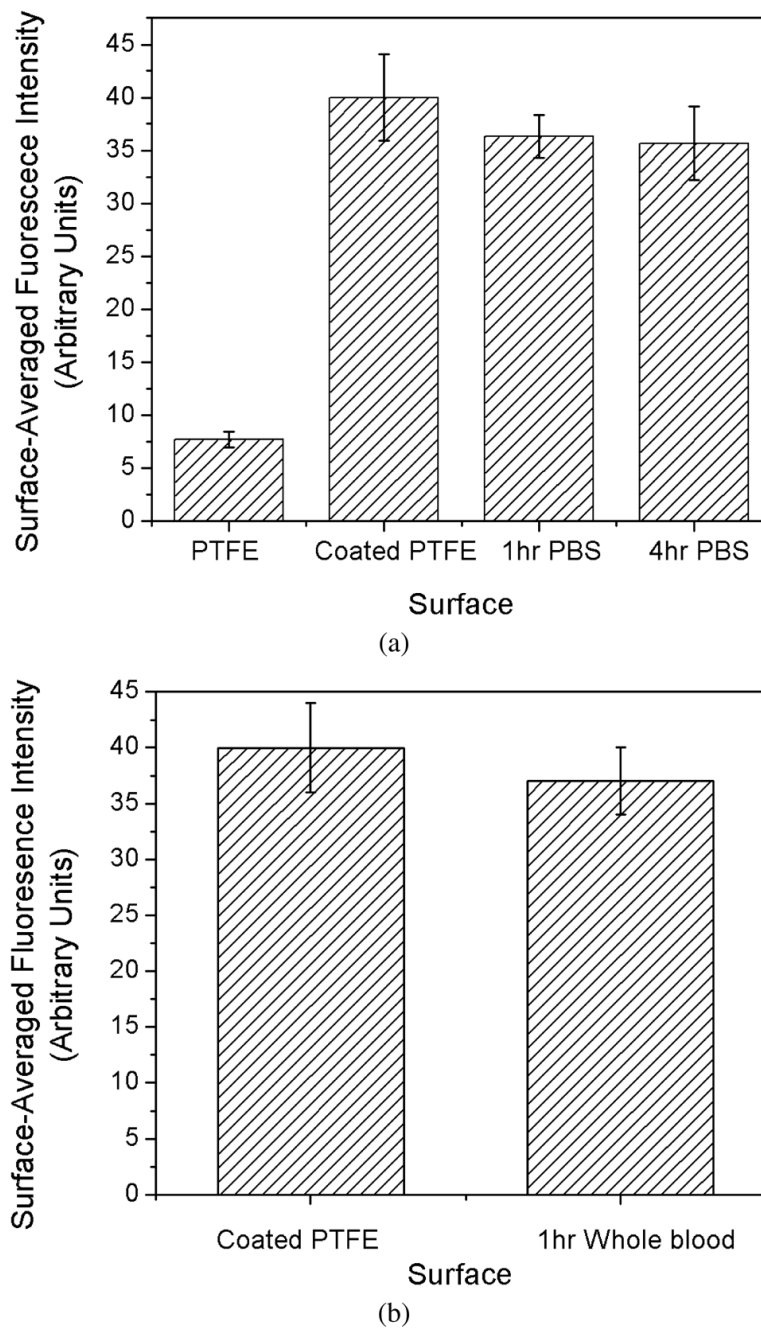 Surface-Averaged Fuorescece Intensity
(Arbitrary Units)
45
40
35
30
25
20
15
10
5
0
PTFE Coated PTFE 1hr PBS 4hr PBS
Surface
(a)
Surface-Averaged Fluoresence Intensity
(Arbitrary Units)
45
40
35
30
25
20
15
10
5
0
Coated PTFE 1hr Whole blood
Surface
(b)